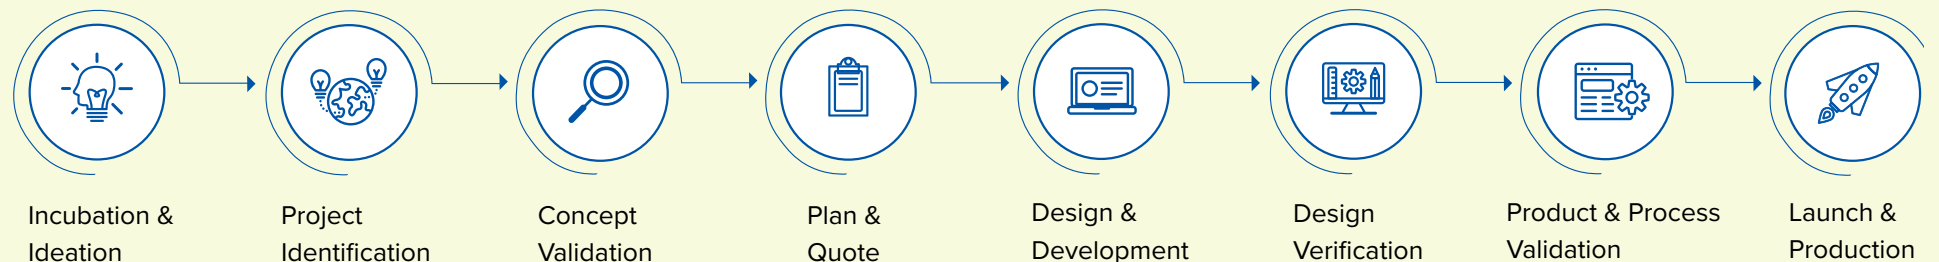 Incubation &
Ideation
Project
Identification
Concept
Validation
Plan &
Quote
Design &
Development
Design
Verification
Product & Process
Validation
Launch &
Production